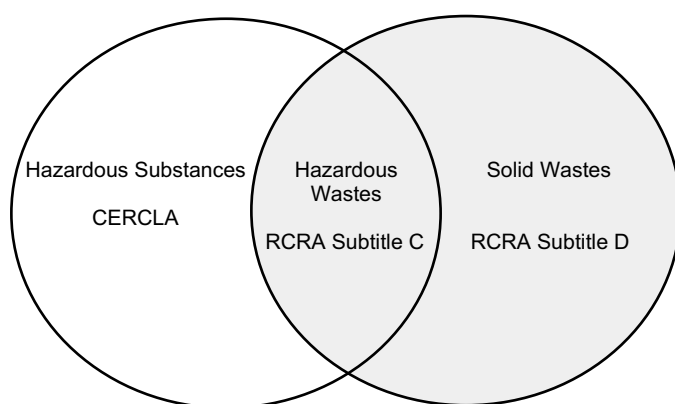 Hazardous Substances
CERCLA
Hazardous
Wastes
RCRA Subtitle C
Solid Wastes
RCRA Subtitle D